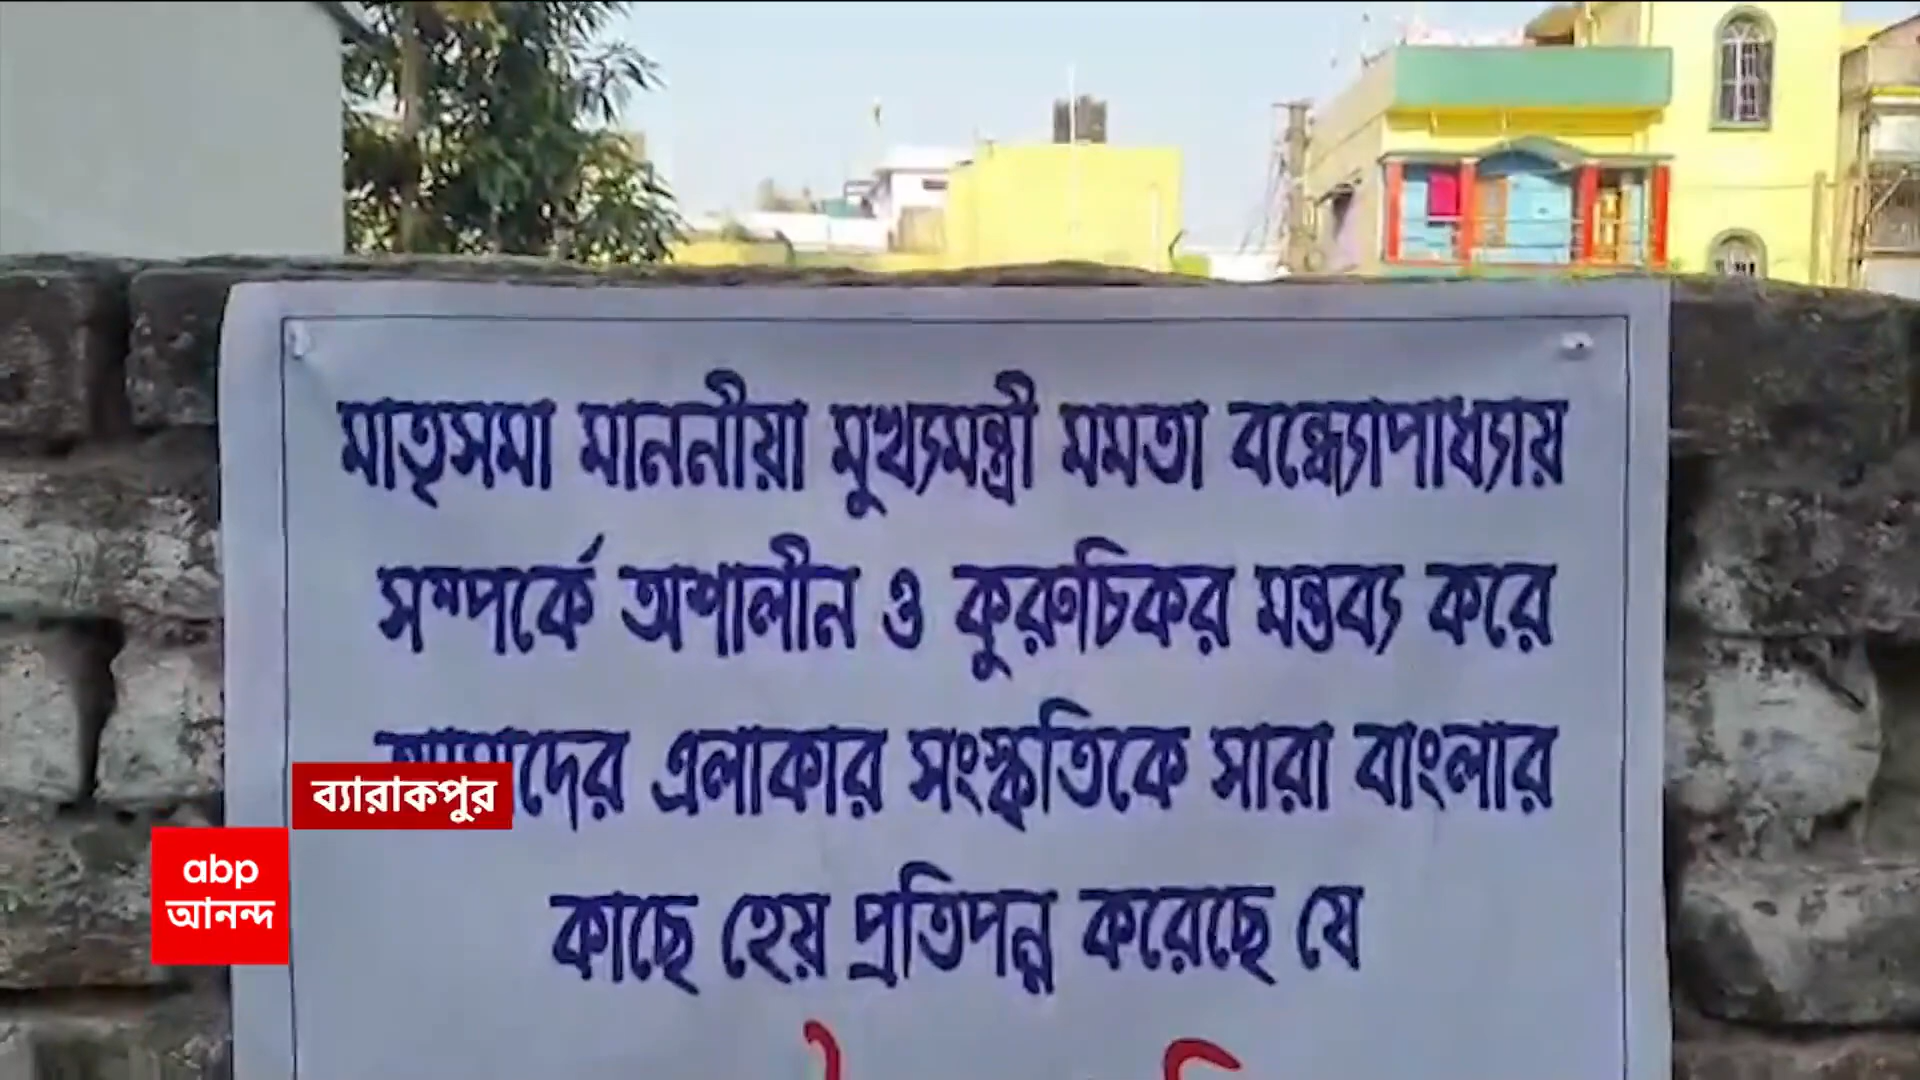 মাতৃসমা মাননীয়া মুখ্যমন্ত্রী মমতা বন্ধ্যোপাধ্যায়
সম্পর্কে অশালীন ও কুরুচিকর মন্তব্য করে
এলাকার সংস্কৃতিকে সারা বাংলার
কাছে হেয় প্রতিপন্ন করেছে যে
ব্যারাকপুর
abp
আনন্দ